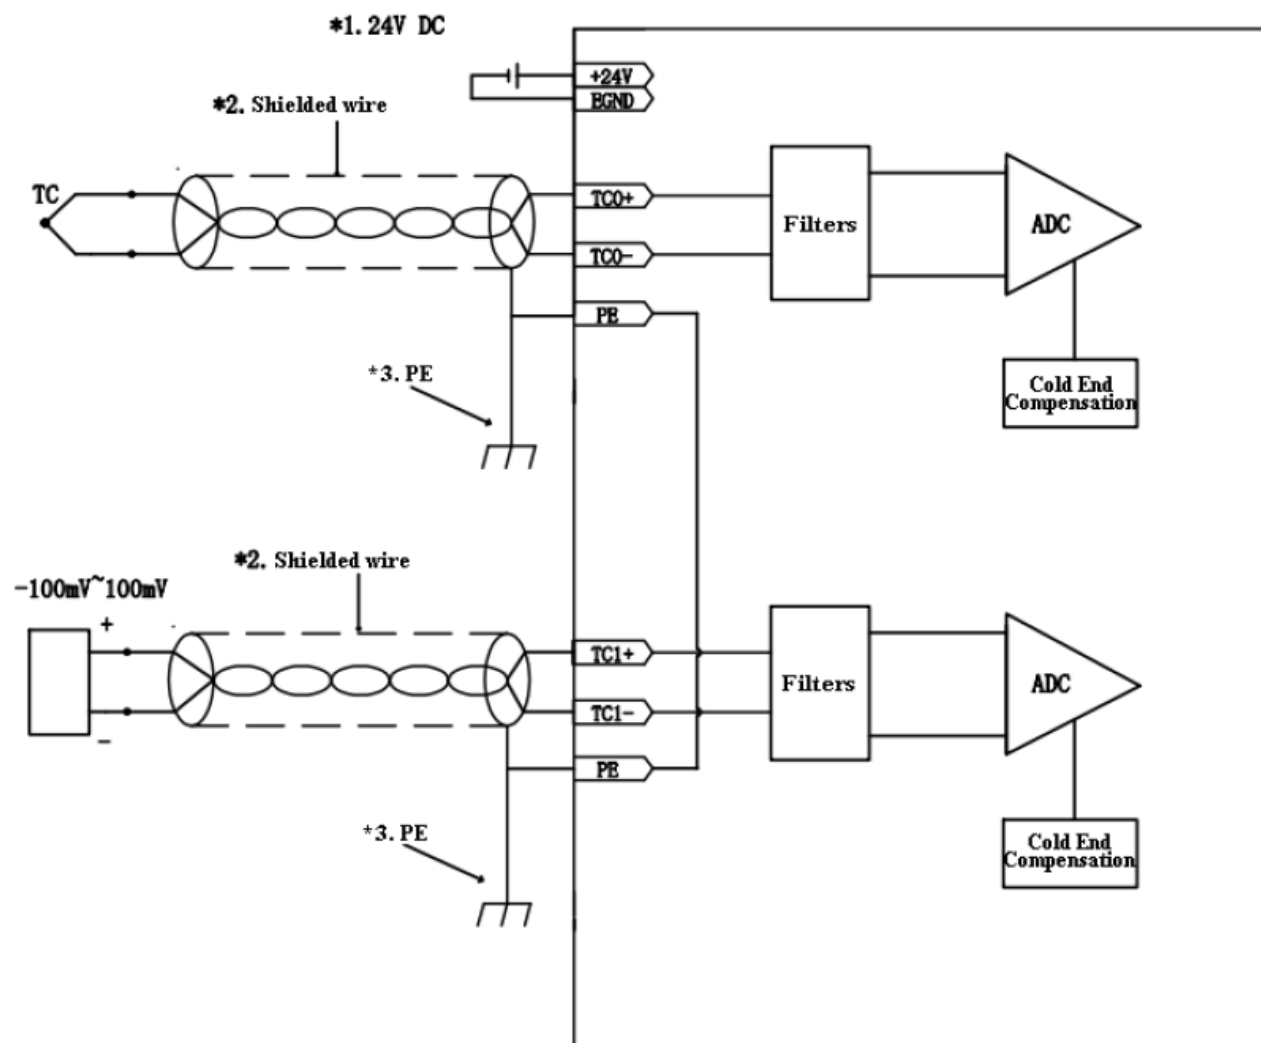 *1. 24V DC
+24V
EGND
*2. Shielded wire
TC
TC0+
TC0-
PE
Filters
ADC
*3. PE
Cold End
Compensation
*2. Shielded wire
-100mV~100mV
+
-
TC1+
TC1-
PE
Filters
ADC
*3. PE
Cold End
Compensation